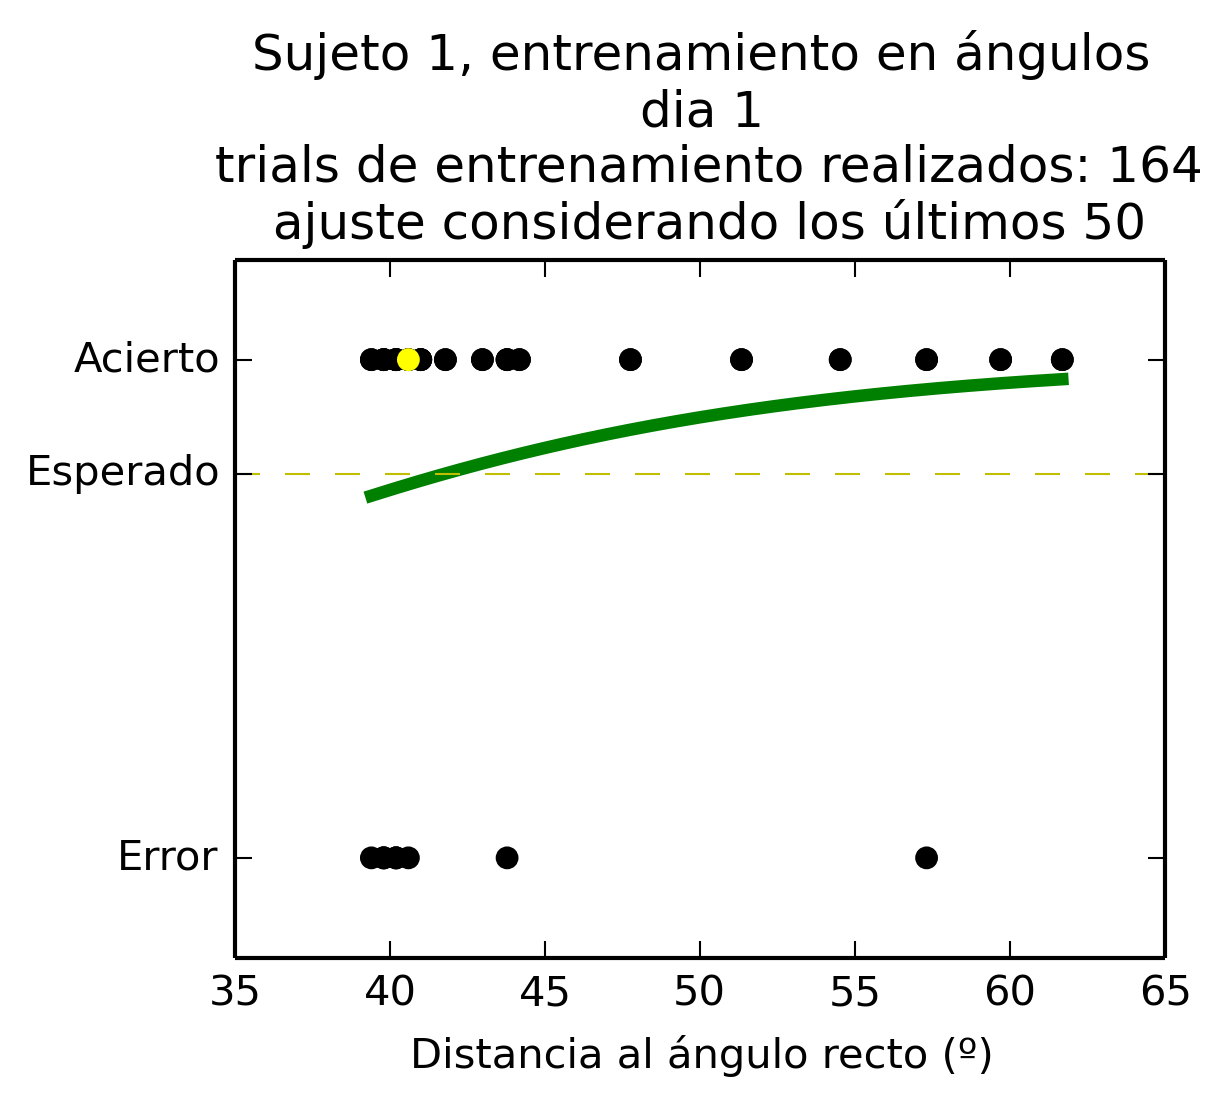 Sujeto 1, entrenamiento en ángulos
dia 1
trials de entrenamiento realizados: 164
ajuste considerando los últimos 50
Acierto
Esperado
Error
35 40 45 50 55 60 65
Distancia al ángulo recto (º)